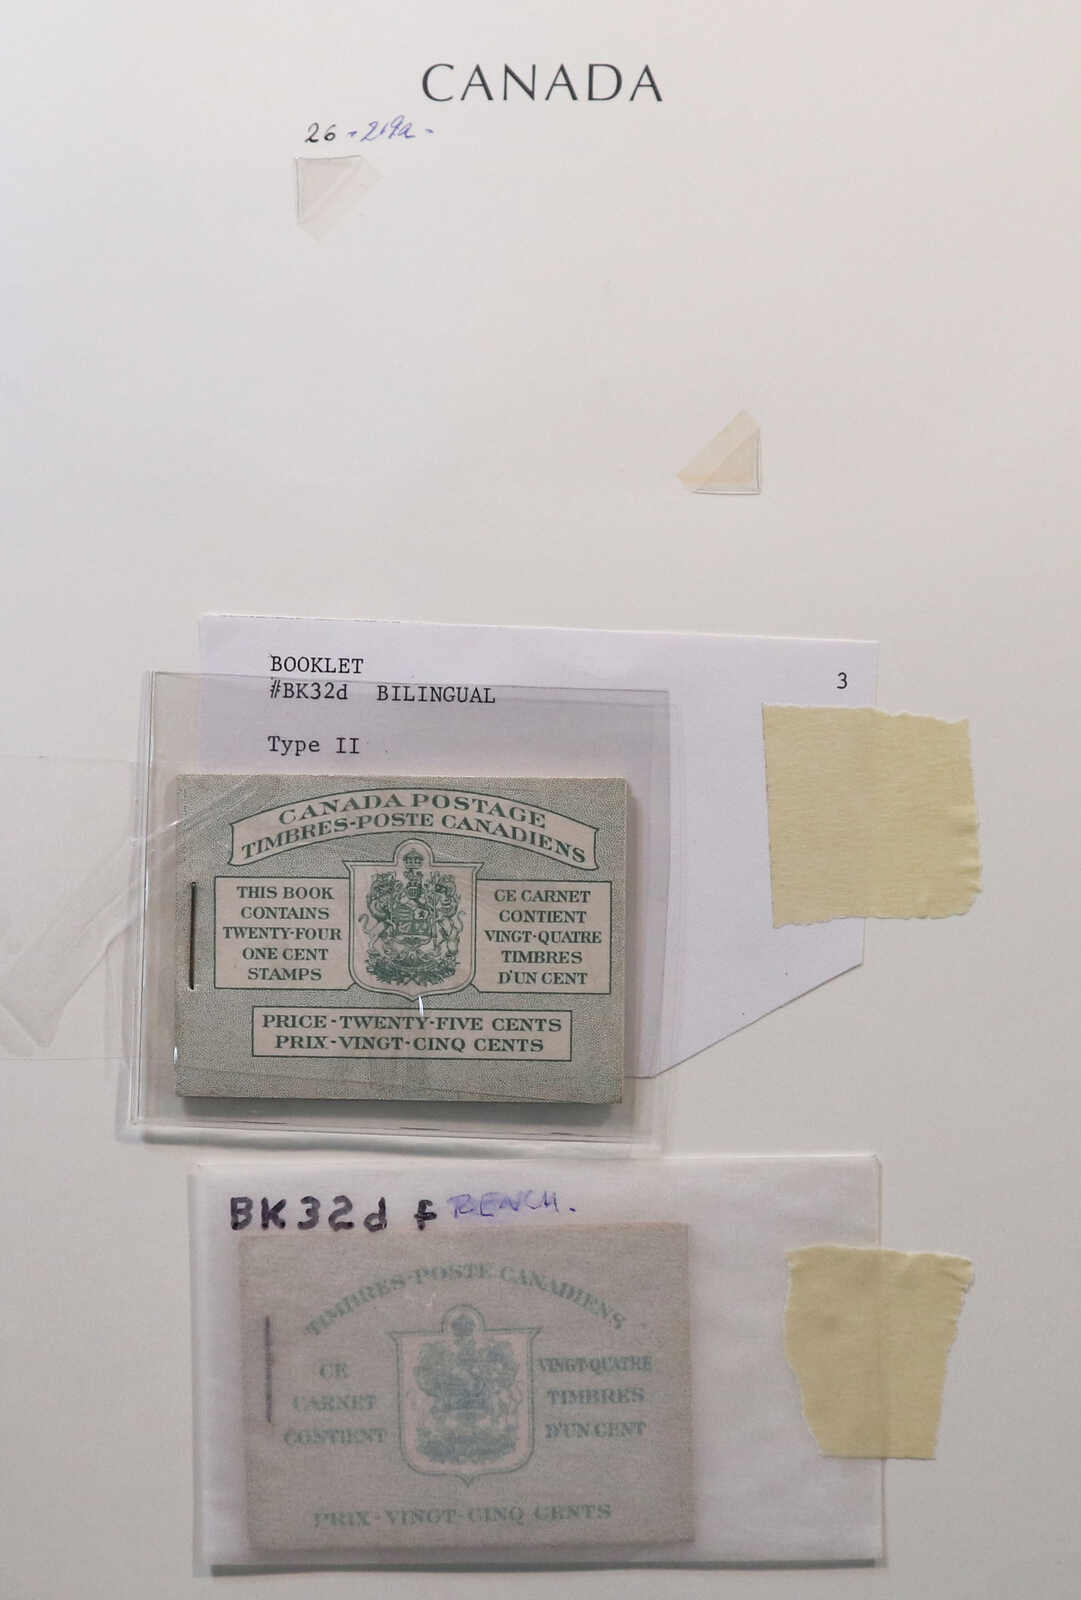 CANADA
26 - 219a -
BOOKLET
#BK32d BILINGUAL
3
Type II
CANADA POSTAGE
TIMBRES-POSTE CANADIENS
THIS BOOK
CONTAINS
TWENTY-FOUR
ONE CENT
STAMPS
CE CARNET
CONTIENT
VINGT-QUATRE
TIMBRES
D'UN CENT
PRICE - TWENTY-FIVE CENTS
PRIX - VINGT-CINQ CENTS
BK32d fRENCH.
TIMBRES-POSTE CANADIENS
CE
CARNET
CONTIENT
VINGT-QUATRE
TIMBRES
D'UN CENT
PRIX - VINGT-CINQ CENTS